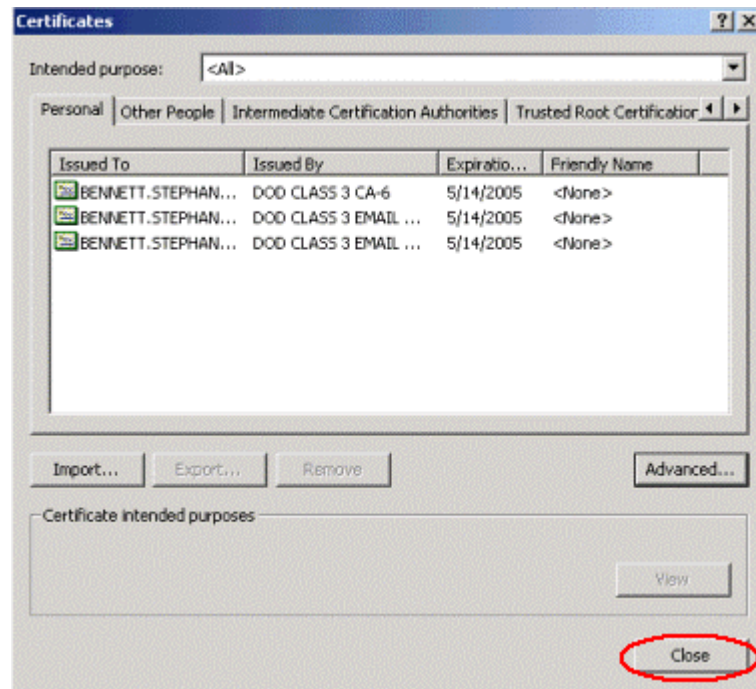 Certificates
Intended purpose: <All>
Personal Other People Intermediate Certification Authorities Trusted Root Certification
Issued To Issued By Expiratio... Friendly Name
BENNETT.STEPHAN... DOD CLASS 3 CA-6 5/14/2005 <None>
BENNETT.STEPHAN... DOD CLASS 3 EMAIL ... 5/14/2005 <None>
BENNETT.STEPHAN... DOD CLASS 3 EMAIL ... 5/14/2005 <None>
Import... Export... Remove Advanced...
Certificate intended purposes
View
Close